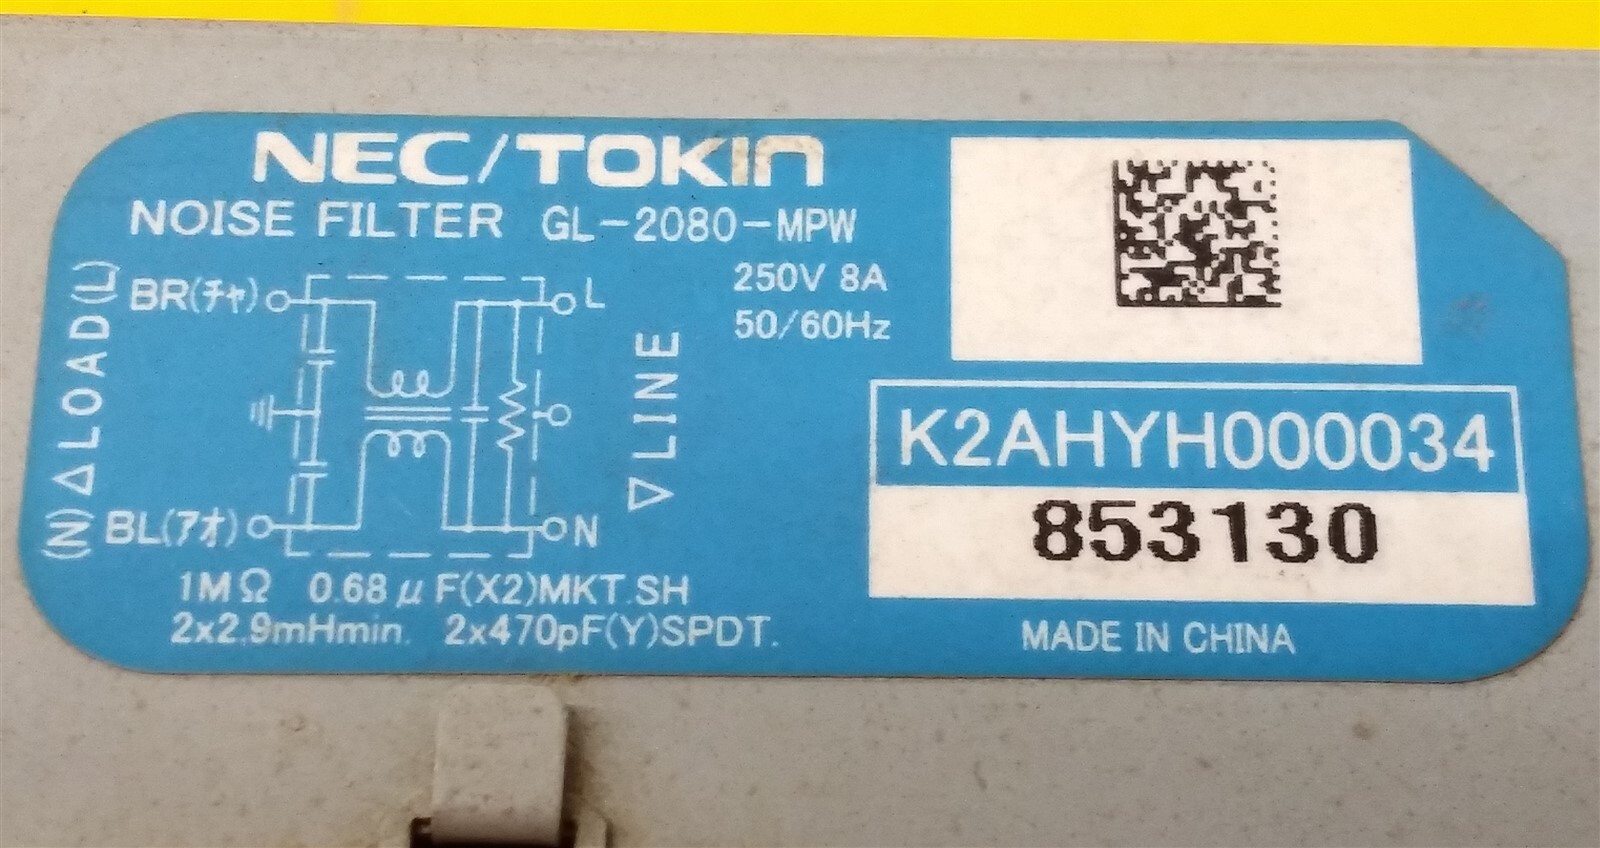 NEC/TOKIN
NOISE FILTER GL-2080-MPW
250V 8A
50/60Hz
(N) △ LOAD(L)
BR(チャ)
L
▽ LINE
BL(アオ)
N
1MΩ 0.68μF(X2)MKT.SH
2x2.9mHmin. 2x470pF(Y)SPDT.
K2AHYH000034
853130
MADE IN CHINA